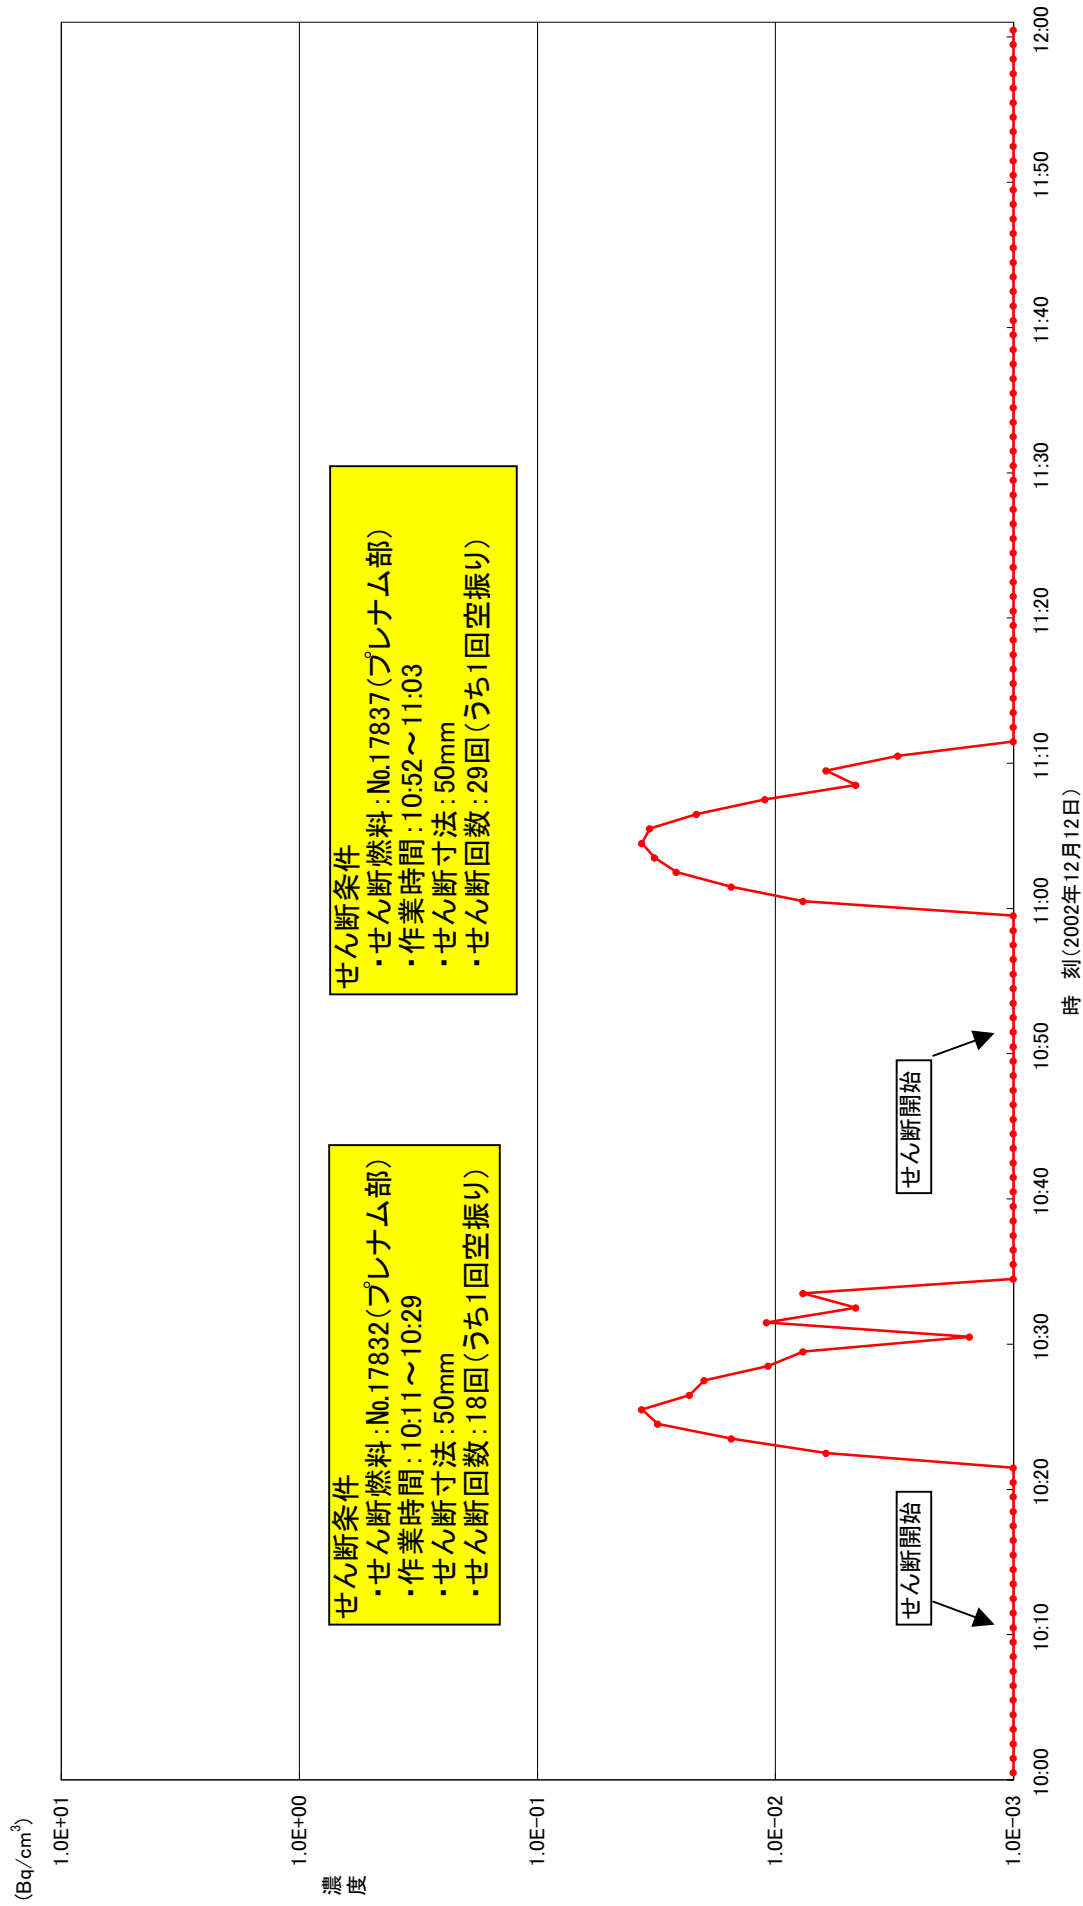 (Bq/cm³)
1.0E+01
1.0E+00
1.0E-01
1.0E-02
1.0E-03
濃
度
せん断条件
・せん断燃料:No.17832(プレナム部)
・作業時間:10:11~10:29
・せん断寸法:50mm
・せん断回数:18回(うち1回空振り)
せん断条件
・せん断燃料:No.17837(プレナム部)
・作業時間:10:52~11:03
・せん断寸法:50mm
・せん断回数:29回(うち1回空振り)
せん断開始
せん断開始
10:00 10:10 10:20 10:30 10:40 10:50 11:00 11:10 11:20 11:30 11:40 11:50 12:00
時 刻(2002年12月12日)